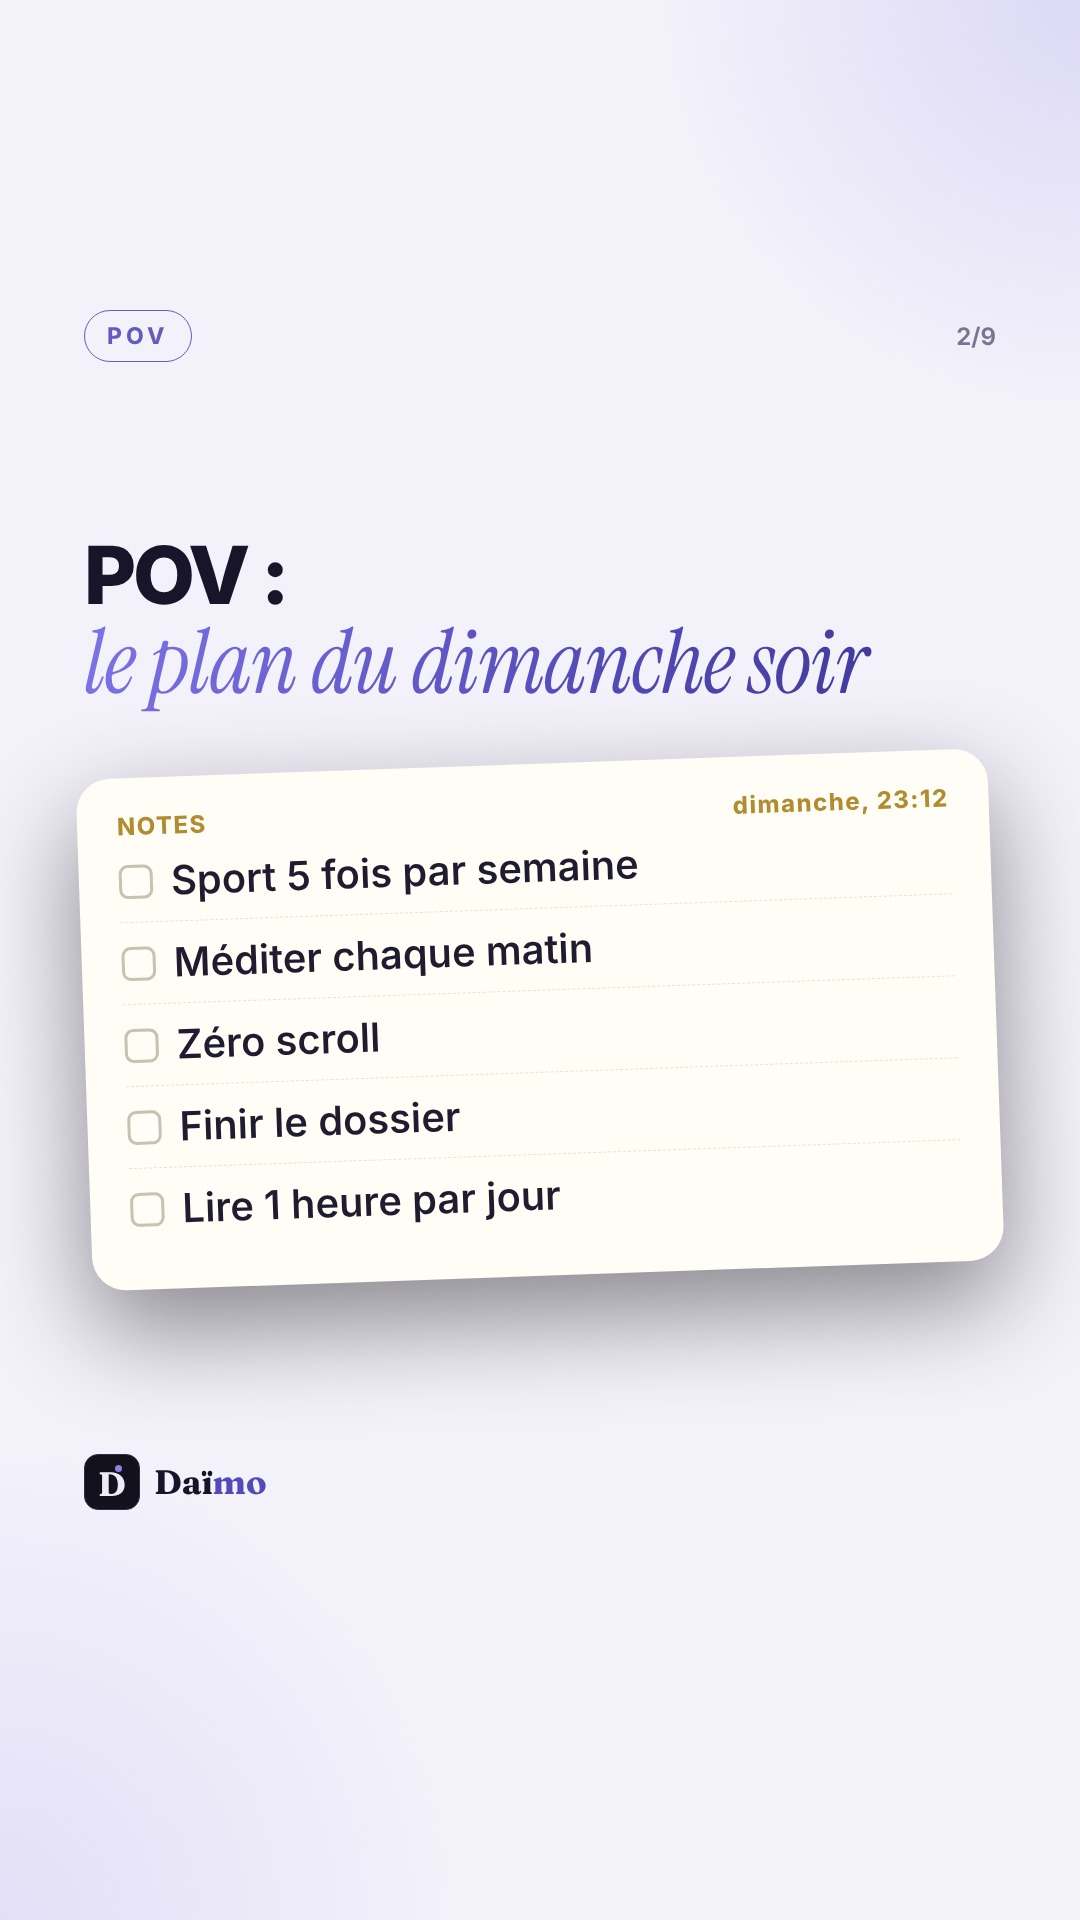 POV
2/9
POV :
le plan du dimanche soir
NOTES
dimanche, 23:12
Sport 5 fois par semaine
Méditer chaque matin
Zéro scroll
Finir le dossier
Lire 1 heure par jour
D Daïmo